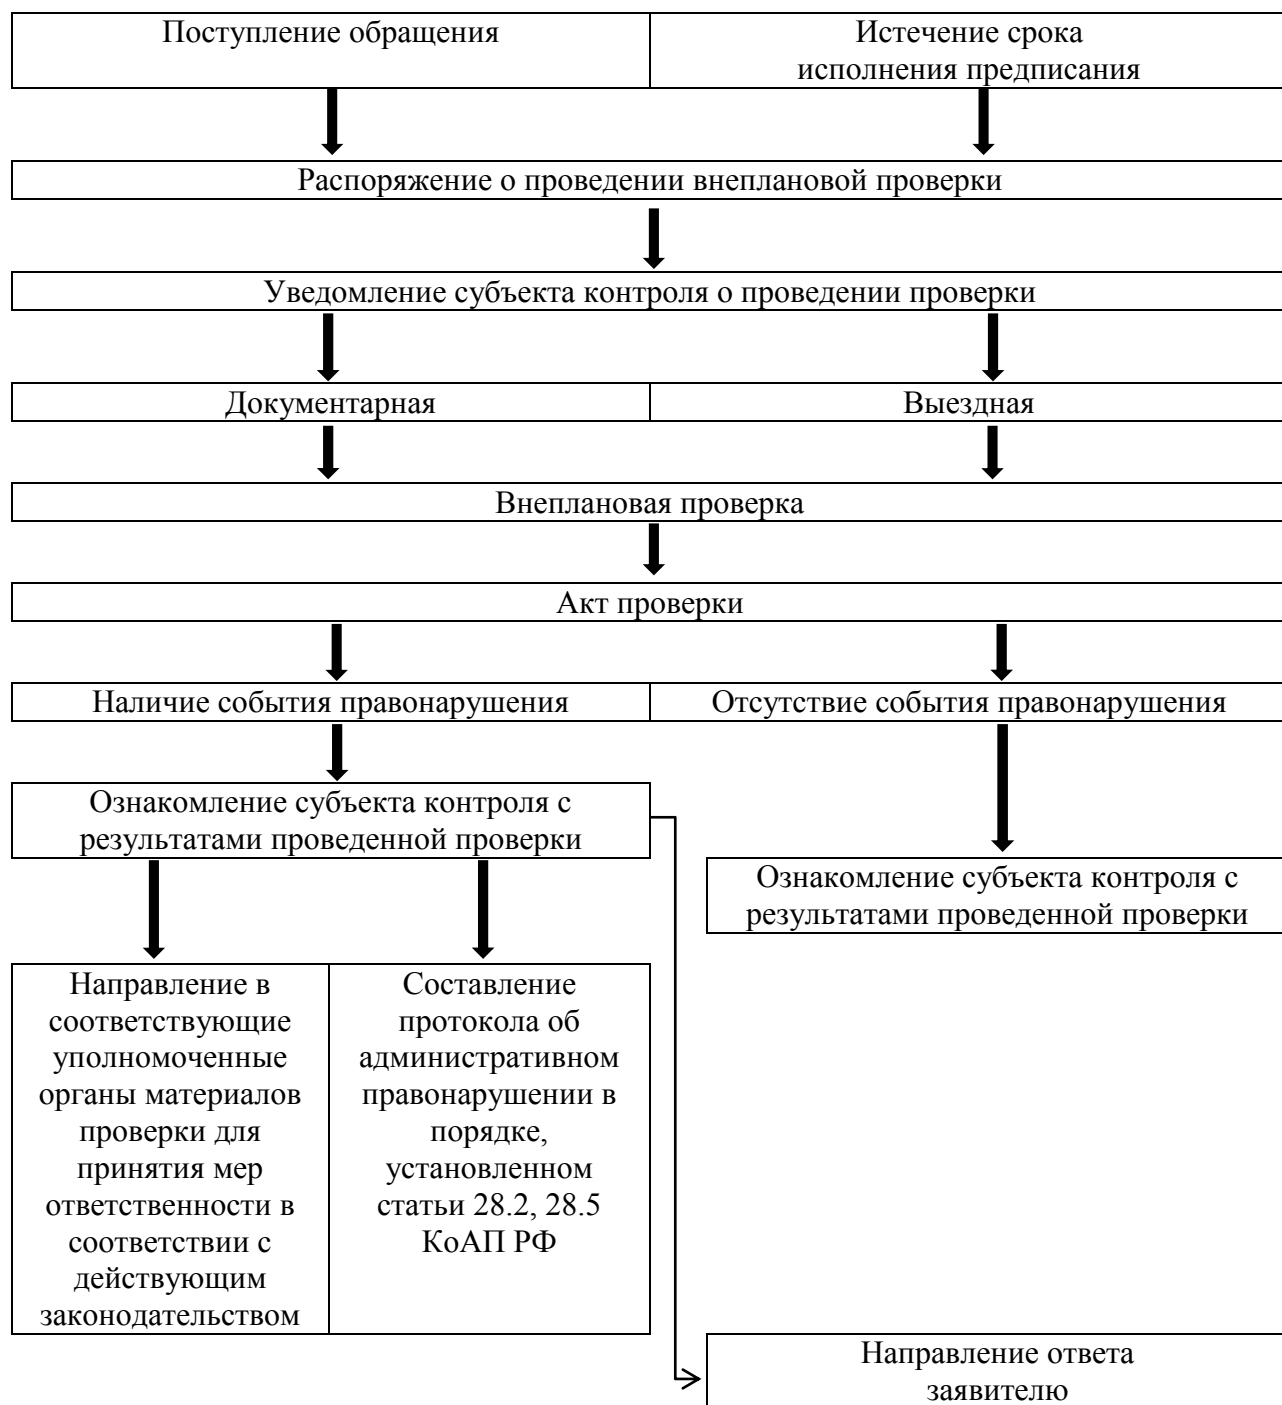 Поступление обращения
Истечение срока
исполнения предписания
Распоряжение о проведении внеплановой проверки
Уведомление субъекта контроля о проведении проверки
Документарная
Выездная
Внеплановая проверка
Акт проверки
Наличие события правонарушения
Отсутствие события правонарушения
Ознакомление субъекта контроля с
результатами проведенной проверки
Ознакомление субъекта контроля с
результатами проведенной проверки
Направление в
соответствующие
уполномоченные
органы материалов
проверки для
принятия мер
ответственности в
соответствии с
действующим
законодательством
Составление
протокола об
административном
правонарушении в
порядке,
установленном
статьи 28.2, 28.5
КоАП РФ
Направление ответа
заявителю